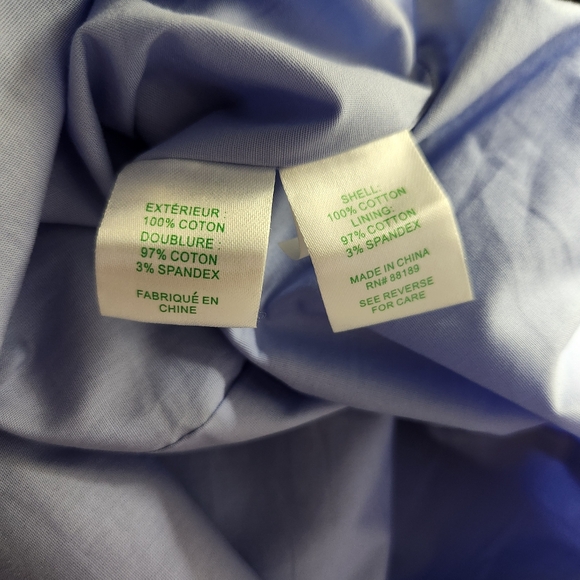 EXTÉRIEUR :
100% COTON
DOUBLURE :
97% COTON
3% SPANDEX
FABRIQUÉ EN
CHINE
SHELL:
100% COTTON
LINING:
97% COTTON
3% SPANDEX
MADE IN CHINA
RN# 88189
SEE REVERSE
FOR CARE